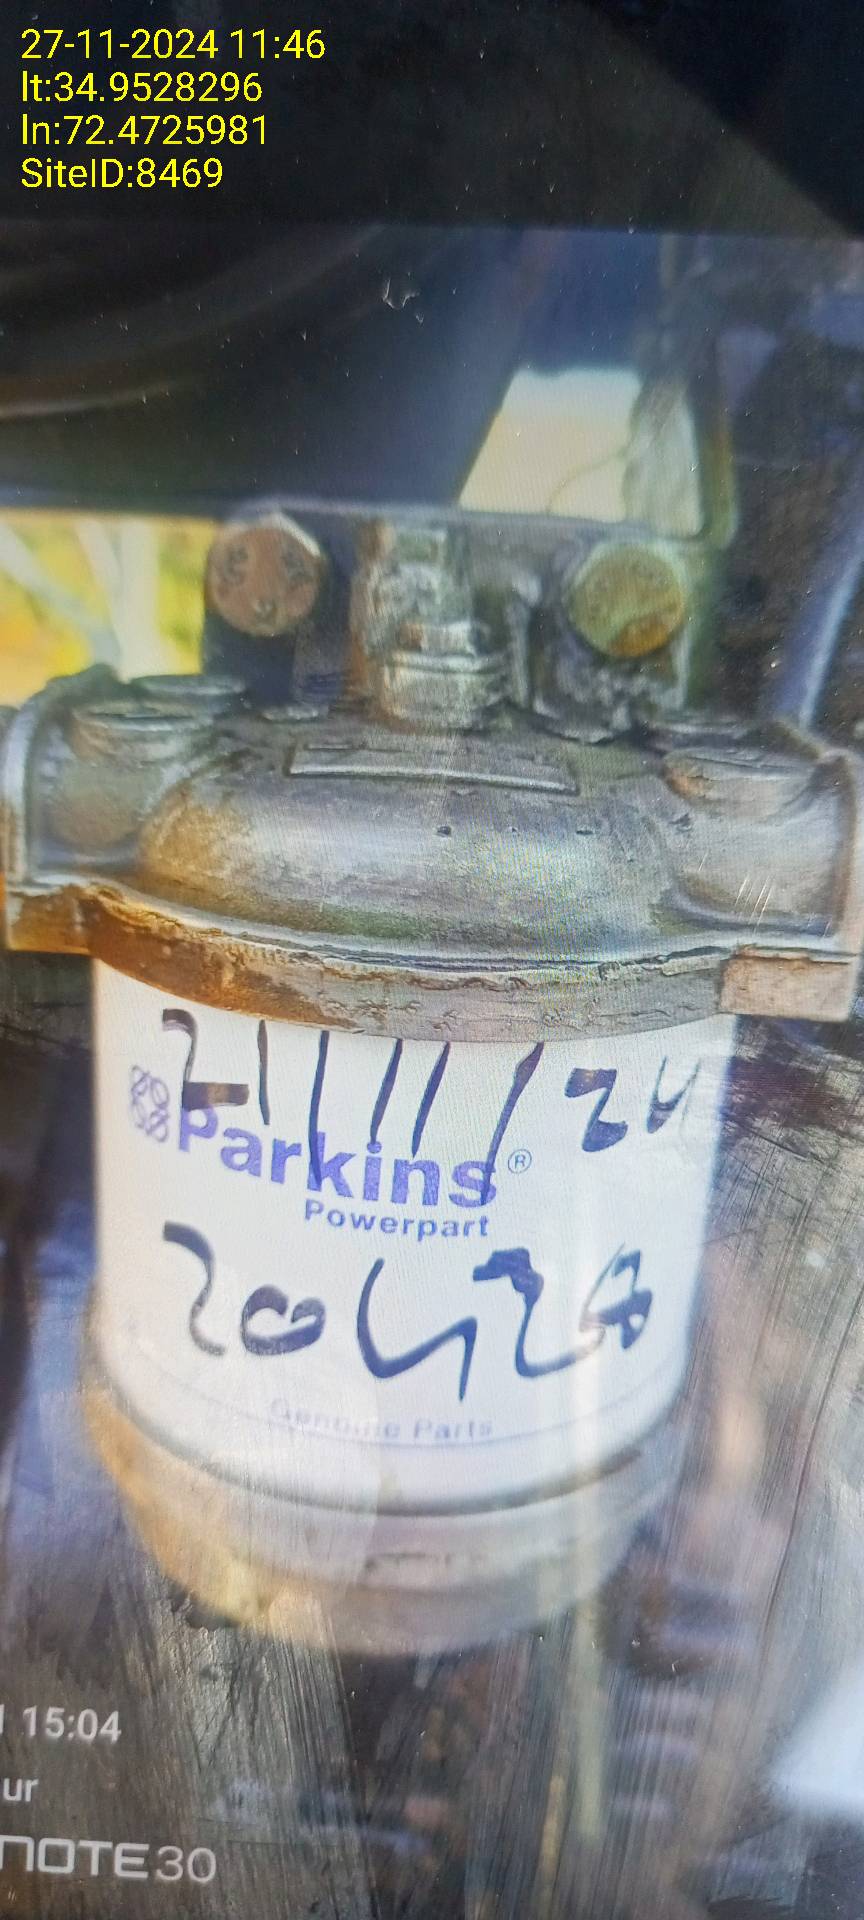 27-11-2024 11:46
lt:34.9528296
ln:72.4725981
SiteID:8469
21/11/24
Parkins®
Powerpart
20428
Genuine Parts
15:04
ur
NOTE30